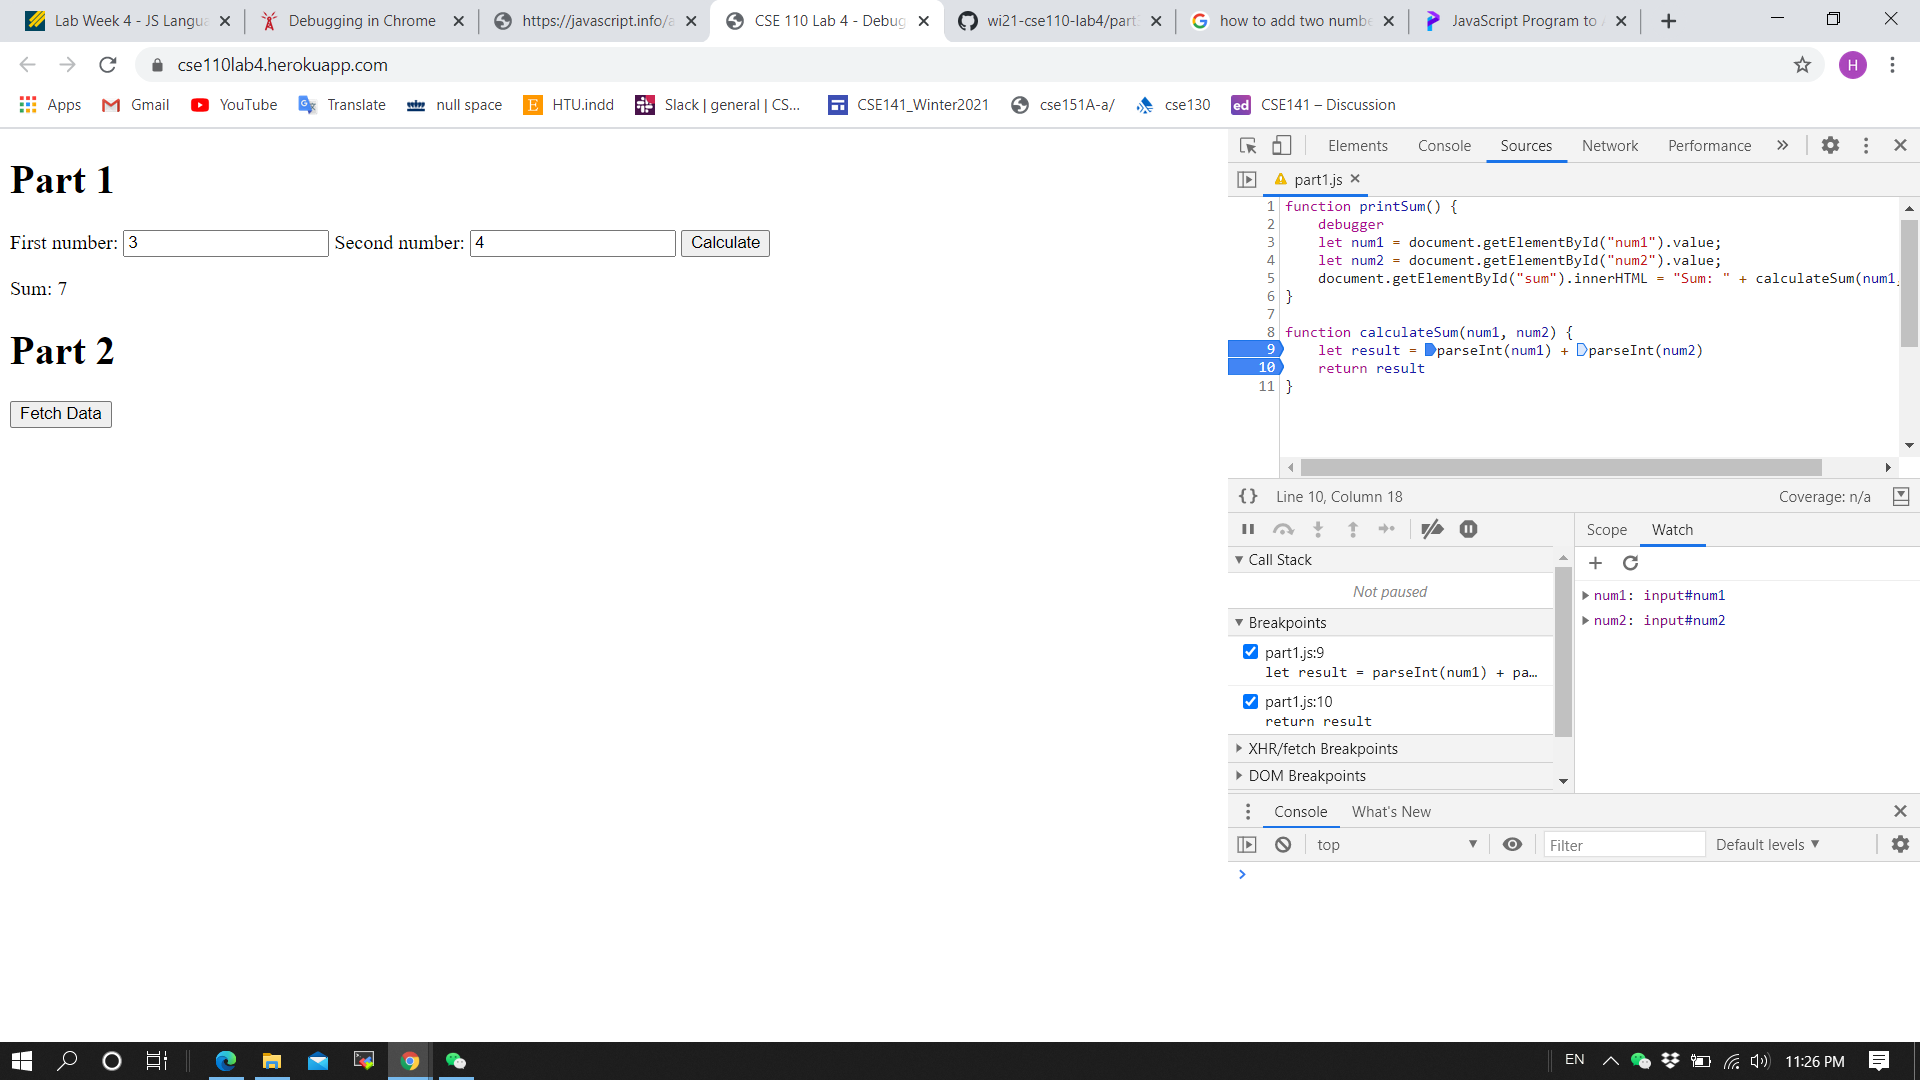 Lab Week 4 - JS Langua
Debugging in Chrome
https://javascript.info/a
CSE 110 Lab 4 - Debug
wi21-cse110-lab4/part
how to add two numbe
JavaScript Program to
cse110lab4.herokuapp.com
H
Apps
Gmail
YouTube
Translate
null space
HTU.indd
Slack | general | CS...
CSE141_Winter2021
cse151A-a/
cse130
ed CSE141 – Discussion
Part 1
First number: 3 Second number: 4 Calculate
Sum: 7
Part 2
Fetch Data
Elements Console Sources Network Performance »
part1.js
1 function printSum() {
2 debugger
3 let num1 = document.getElementById("num1").value;
4 let num2 = document.getElementById("num2").value;
5 document.getElementById("sum").innerHTML = "Sum: " + calculateSum(num1,
6 }
7
8 function calculateSum(num1, num2) {
9 let result = parseInt(num1) + parseInt(num2)
10 return result
11 }
{} Line 10, Column 18 Coverage: n/a
Scope Watch
Call Stack
Not paused
Breakpoints
part1.js:9
let result = parseInt(num1) + pa…
part1.js:10
return result
XHR/fetch Breakpoints
DOM Breakpoints
num1: input#num1
num2: input#num2
Console What's New
top Filter Default levels
EN 11:26 PM